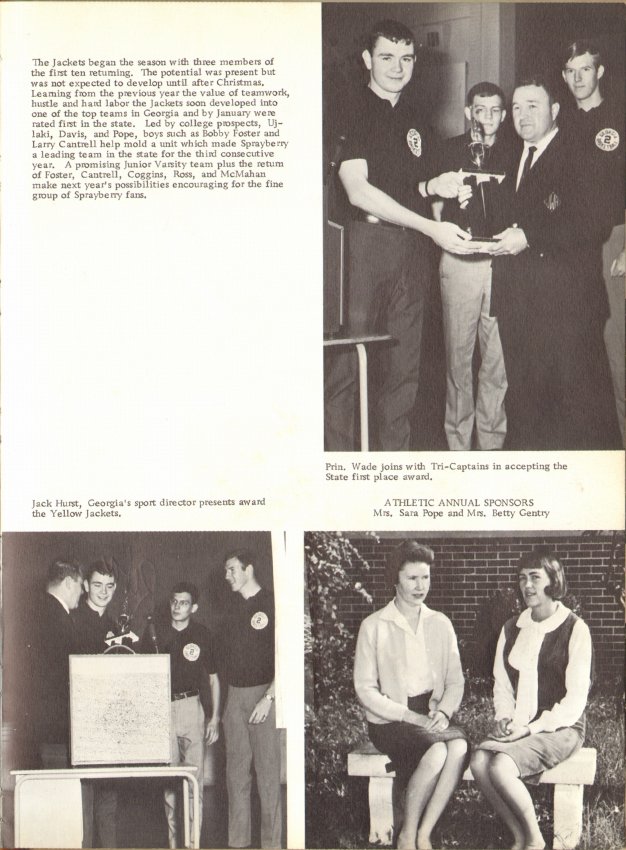 The Jackets began the season with three members of
the first ten returning. The potential was present but
was not expected to develop until after Christmas.
Learning from the previous year the value of teamwork,
hustle and hard labor the Jackets soon developed into
one of the top teams in Georgia and by January were
rated first in the state. Led by college prospects, Uj-
laki, Davis, and Pope, boys such as Bobby Foster and
Larry Cantrell help mold a unit which made Sprayberry
a leading team in the state for the third consecutive
year. A promising Junior Varsity team plus the return
of Foster, Cantrell, Coggins, Ross, and McMahan
make next year's possibilities encouraging for the fine
group of Sprayberry fans.
Prin. Wade joins with Tri-Captains in accepting the
State first place award.
Jack Hurst, Georgia's sport director presents award
the Yellow Jackets.
ATHLETIC ANNUAL SPONSORS
Mrs. Sara Pope and Mrs. Betty Gentry